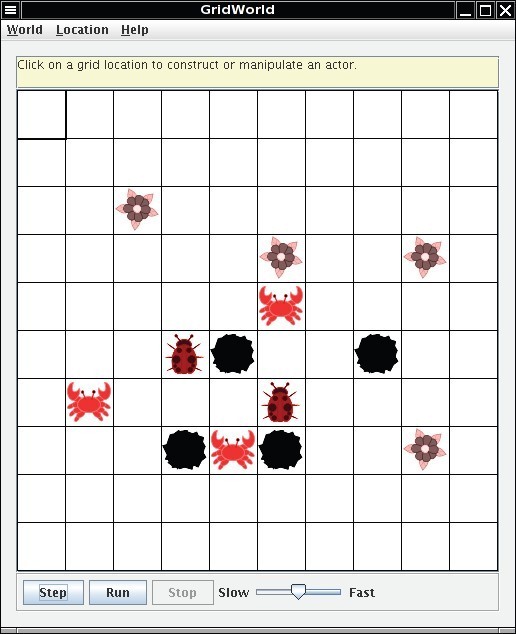 GridWorld
World Location Help
Click on a grid location to construct or manipulate an actor.
Step Run Stop Slow Fast